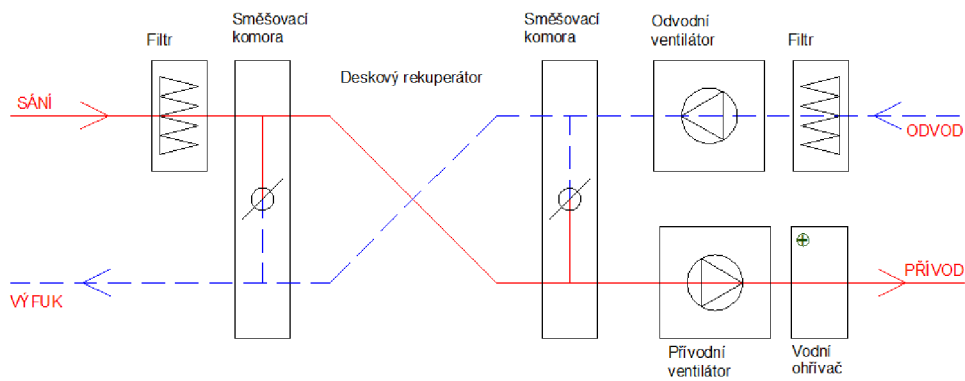 Směšovací
komora
Filtr
Deskový rekuperátor
Směšovací
komora
Odvodní
ventilátor
Filtr
SÁNÍ
ODVOD
VÝFUK
PŘÍVOD
Přívodní
ventilátor
Vodní
ohřívač